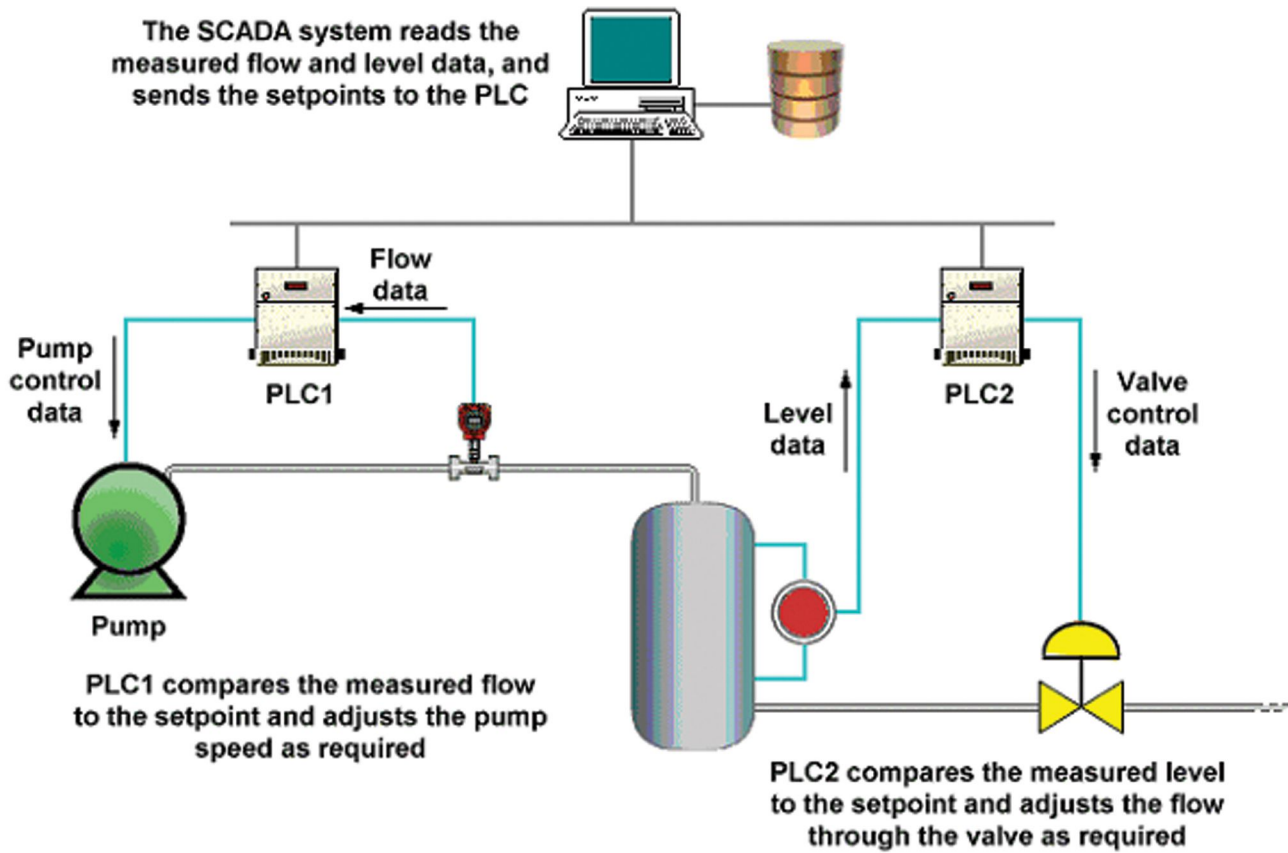 The SCADA system reads the
measured flow and level data, and
sends the setpoints to the PLC
Flow
data
Pump
control
data
PLC1
Level
data
PLC2
Valve
control
data
Pump
PLC1 compares the measured flow
to the setpoint and adjusts the pump
speed as required
PLC2 compares the measured level
to the setpoint and adjusts the flow
through the valve as required